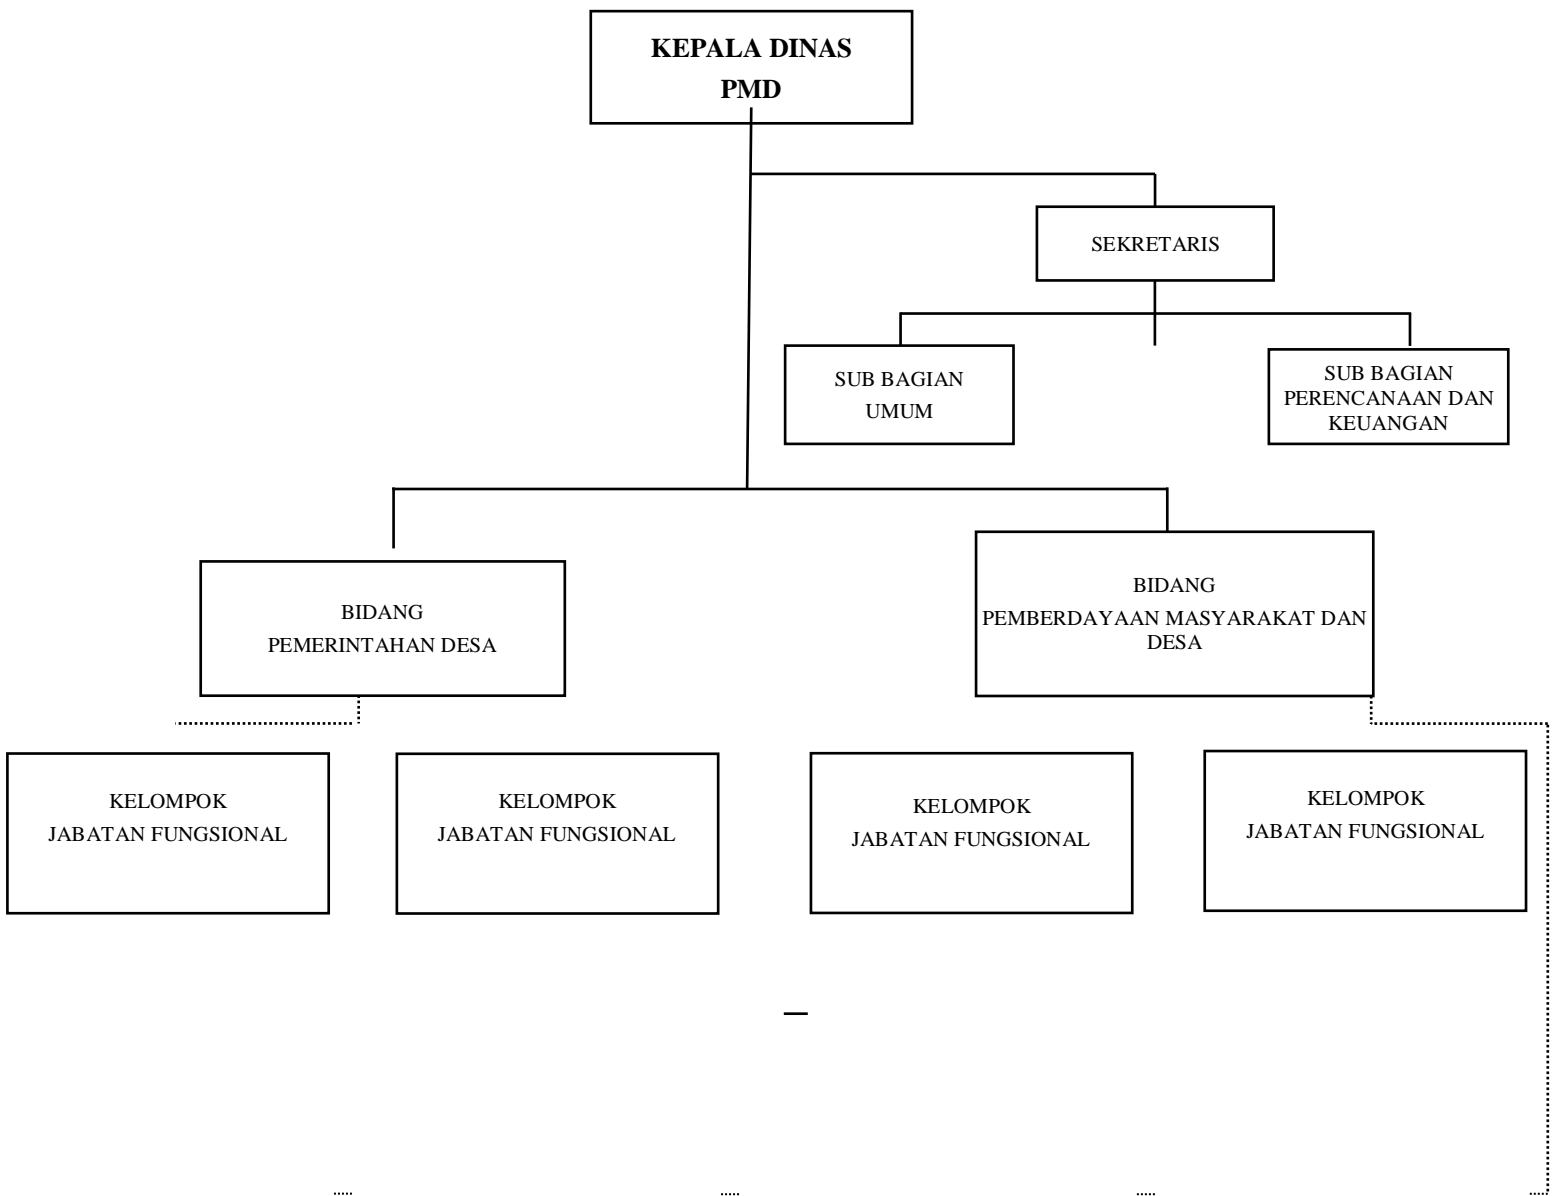 KEPALA DINAS
PMD
SEKRETARIS
SUB BAGIAN
UMUM
SUB BAGIAN
PERENCANAAN DAN
KEUANGAN
BIDANG
PEMERINTAHAN DESA
BIDANG
PEMBERDAYAAN MASYARAKAT DAN
DESA
KELOMPOK
JABATAN FUNGSIONAL
KELOMPOK
JABATAN FUNGSIONAL
KELOMPOK
JABATAN FUNGSIONAL
KELOMPOK
JABATAN FUNGSIONAL